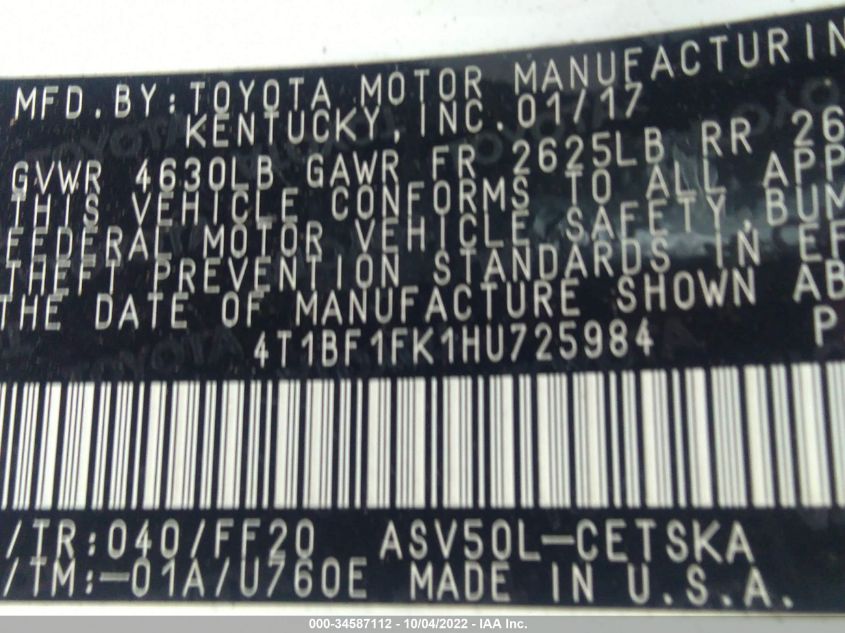 MFD. BY: TOYOTA MOTOR MANUFACTURIN
KENTUCKY, INC. 01/17
GVWR 4630LB GAWR FR 2625LB RR 26
THIS VEHICLE CONFORMS TO ALL APP
FEDERAL MOTOR VEHICLE SAFETY, BUM
THEFT PREVENTION STANDARDS IN EF
THE DATE OF MANUFACTURE SHOWN AB
4T1BF1FK1HU725984 P
/TR:040/FF20 ASV50L-CETSKA
/TM:-01A/U760E MADE IN U.S.A.
000-34587112 - 10/04/2022 - IAA Inc.